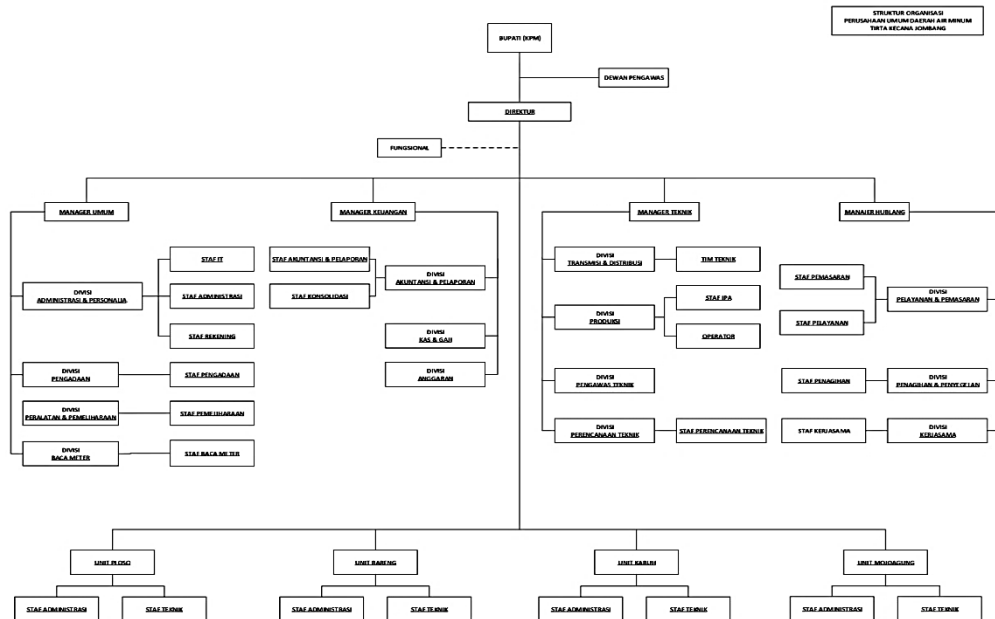 STRUKTUR ORGANISASI
PERUSAHAAN UMUM DAERAH AIR MINUM
TIRTA KECANA JOMBANG
BUPATI (KPM)
DEWAN PENGAWAS
DIREKTUR
FUNGSIONAL
MANAGER UMUM
MANAGER KEUANGAN
MANAGER TEKNIK
MANAJER HUBLANG
DIVISI
ADMINISTRASI & PERSONALIA
STAF IT
STAF ADMINISTRASI
STAF REKENING
DIVISI
PENGADAAN
STAF PENGADAAN
DIVISI
PERALATAN & PEMELIHARAAN
STAF PEMELIHARAAN
DIVISI
BACA METER
STAF BACA METER
STAF AKUNTANSI & PELAPORAN
STAF KONSOLIDASI
DIVISI
AKUNTANSI & PELAPORAN
DIVISI
KAS & GAJI
DIVISI
ANGGARAN
DIVISI
TRANSMISI & DISTRIBUSI
TIM TEKNIK
DIVISI
PRODUKSI
STAF IPA
OPERATOR
DIVISI
PENGAWAS TEKNIK
DIVISI
PERENCANAAN TEKNIK
STAF PERENCANAAN TEKNIK
STAF PEMASARAN
STAF PELAYANAN
DIVISI
PELAYANAN & PEMASARAN
STAF PENAGIHAN
DIVISI
PENAGIHAN & PENYEGELAN
STAF KERJASAMA
DIVISI
KERJASAMA
UNIT PLOSO
STAF ADMINISTRASI
STAF TEKNIK
UNIT BARENG
STAF ADMINISTRASI
STAF TEKNIK
UNIT KABUH
STAF ADMINISTRASI
STAF TEKNIK
UNIT MOJOAGUNG
STAF ADMINISTRASI
STAF TEKNIK